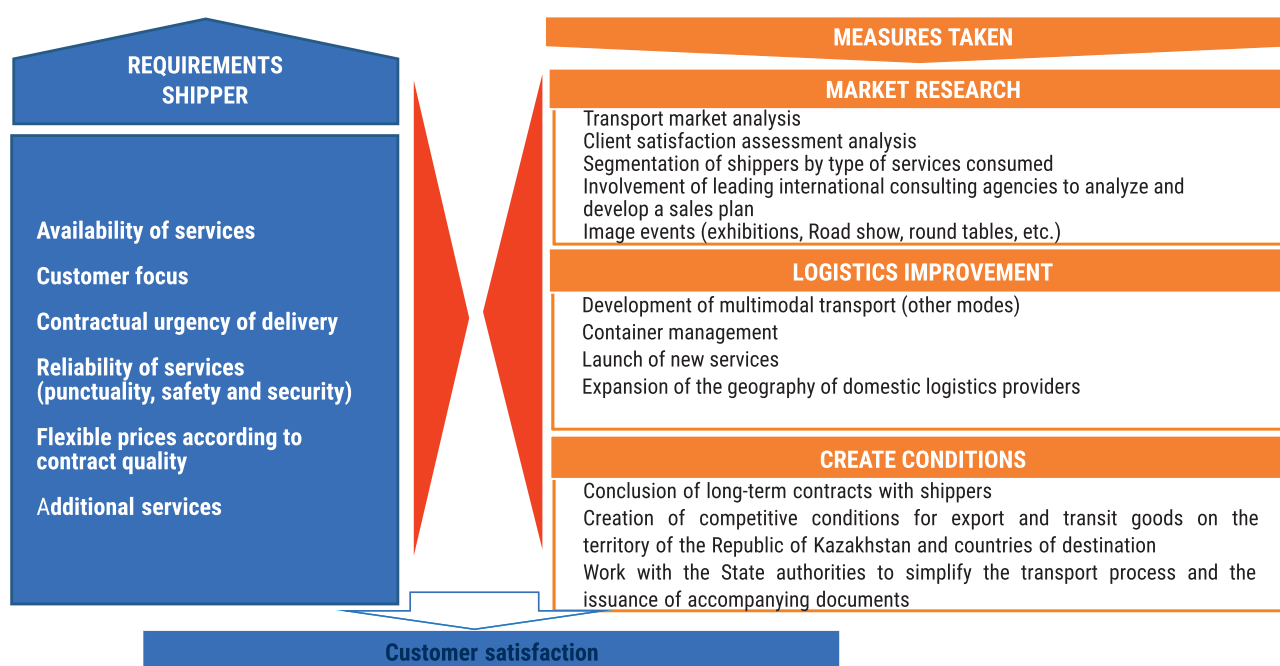 REQUIREMENTS
SHIPPER
Availability of services
Customer focus
Contractual urgency of delivery
Reliability of services
(punctuality, safety and security)
Flexible prices according to
contract quality
Additional services
MEASURES TAKEN
MARKET RESEARCH
Transport market analysis
Client satisfaction assessment analysis
Segmentation of shippers by type of services consumed
Involvement of leading international consulting agencies to analyze and
develop a sales plan
Image events (exhibitions, Road show, round tables, etc.)
LOGISTICS IMPROVEMENT
Development of multimodal transport (other modes)
Container management
Launch of new services
Expansion of the geography of domestic logistics providers
CREATE CONDITIONS
Conclusion of long-term contracts with shippers
Creation of competitive conditions for export and transit goods on the
territory of the Republic of Kazakhstan and countries of destination
Work with the State authorities to simplify the transport process and the
issuance of accompanying documents
Customer satisfaction